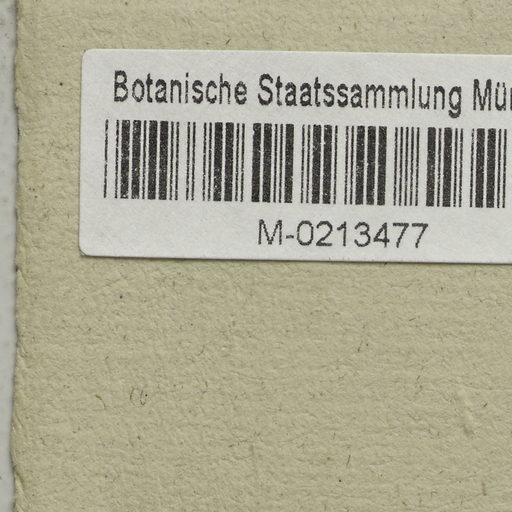 Botanische Staatssammlung Mün
M-0213477